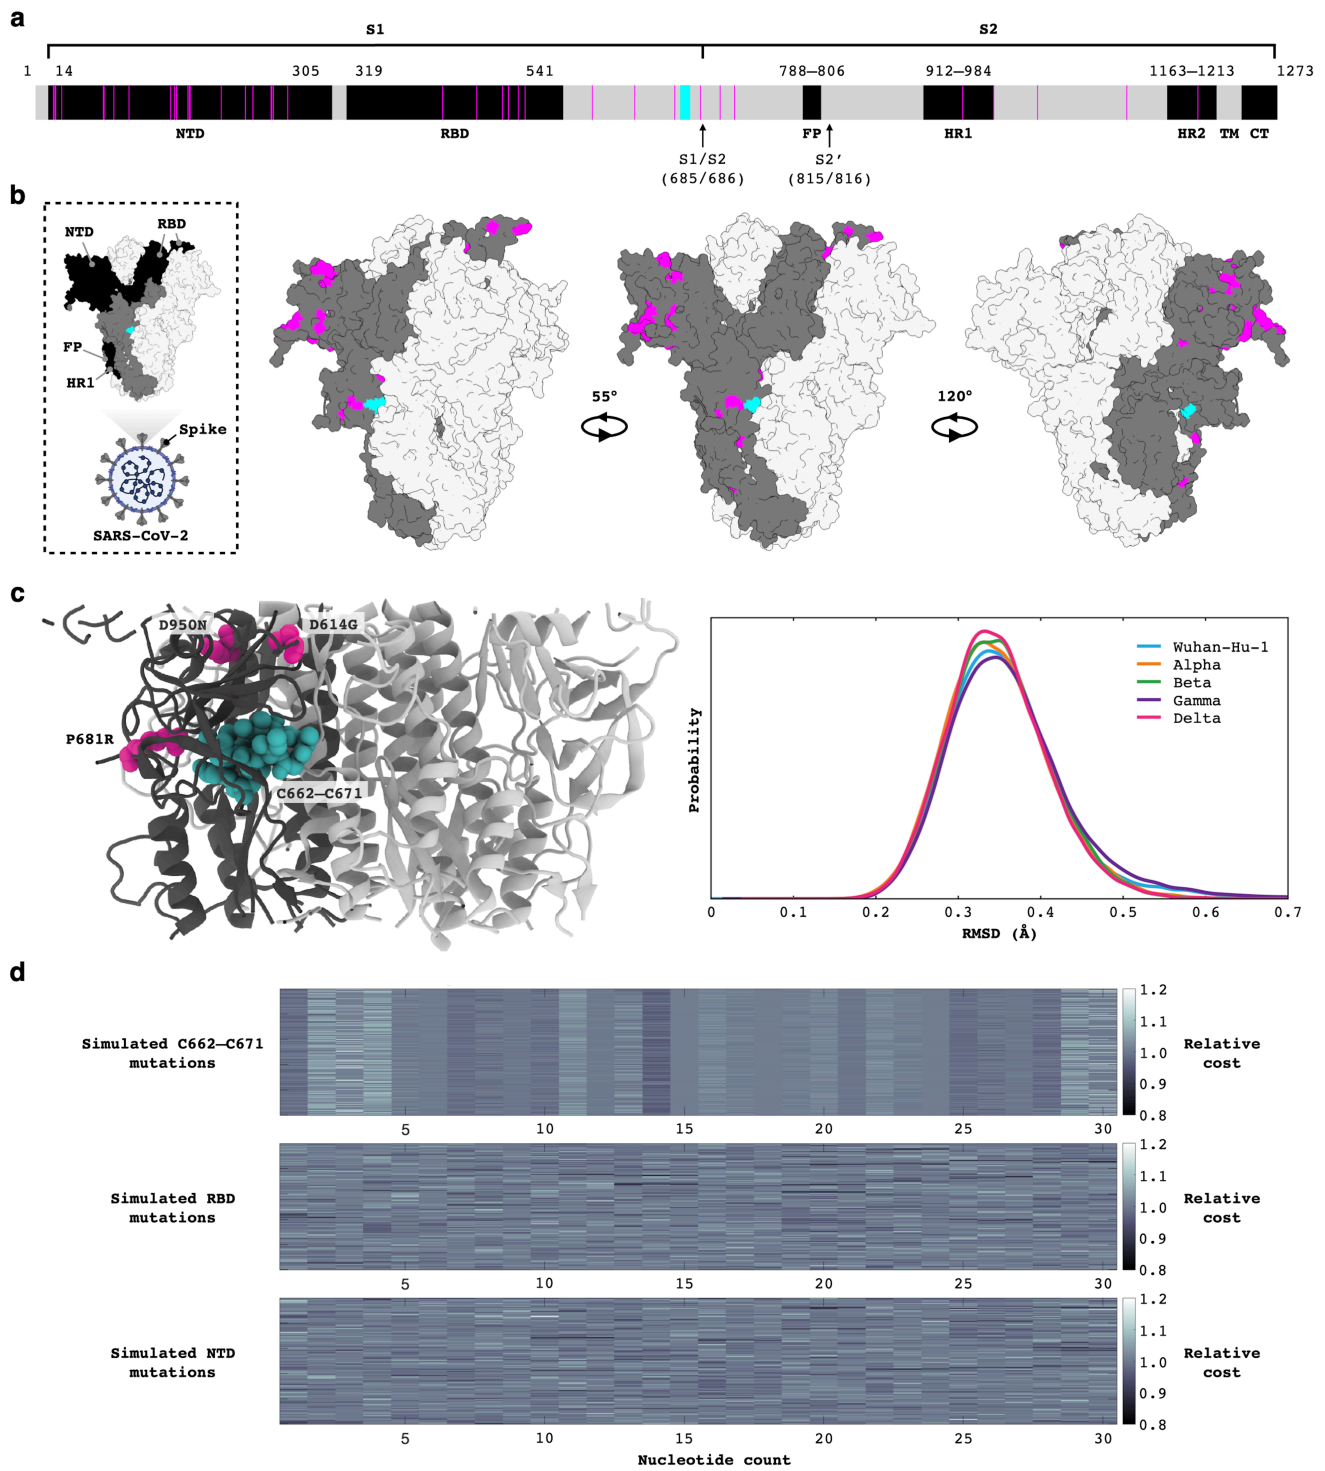 a
S1 S2
1 14 305 319 541 788–806 912–984 1163–1213 1273
NTD RBD FP HR1 HR2 TM CT
S1/S2 S2′
(685/686) (815/816)
b
NTD RBD
FP
HR1
Spike
SARS-CoV-2
55°
120°
c
D950N D614G
P681R
C662–C671
Probability
Wuhan-Hu-1
Alpha
Beta
Gamma
Delta
0 0.1 0.2 0.3 0.4 0.5 0.6 0.7
RMSD (Å)
d
Simulated C662–C671
mutations
1.2
1.1
1.0
0.9
0.8
Relative
cost
5 10 15 20 25 30
Simulated RBD
mutations
1.2
1.1
1.0
0.9
0.8
Relative
cost
5 10 15 20 25 30
Simulated NTD
mutations
1.2
1.1
1.0
0.9
0.8
Relative
cost
5 10 15 20 25 30
Nucleotide count